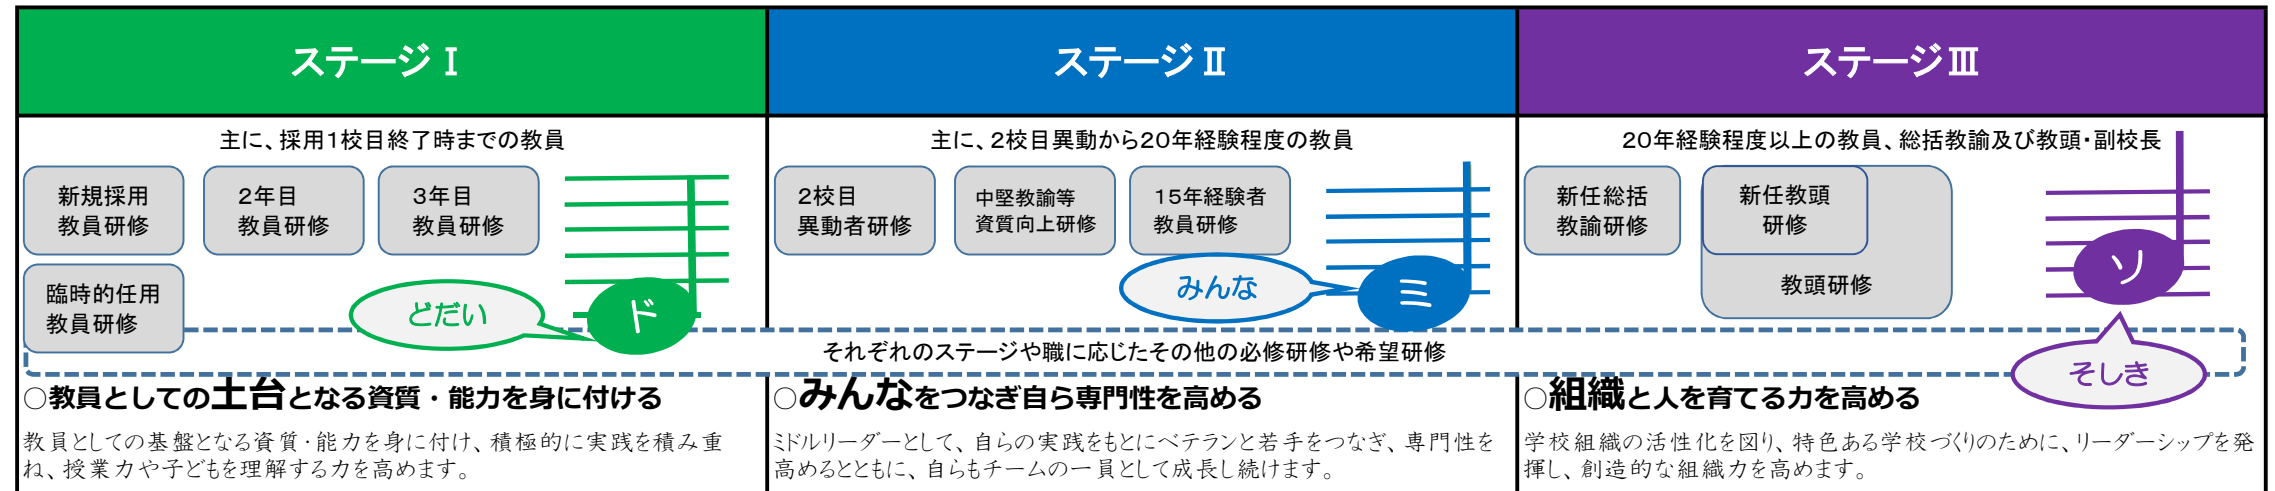 ステージⅠ
主に、採用1校目終了時までの教員
新規採用
教員研修
2年目
教員研修
3年目
教員研修
臨時的任用
教員研修
どだい
ド
○教員としての土台となる資質・能力を身に付ける
教員としての基盤となる資質・能力を身に付け、積極的に実践を積み重
ね、授業力や子どもを理解する力を高めます。
ステージⅡ
主に、2校目異動から20年経験程度の教員
2校目
異動者研修
中堅教諭等
資質向上研修
15年経験者
教員研修
みんな
ミ
それぞれのステージや職に応じたその他の必修研修や希望研修
○みんなをつなぎ自ら専門性を高める
ミドルリーダーとして、自らの実践をもとにベテランと若手をつなぎ、専門性を
高めるとともに、自らもチームの一員として成長し続けます。
ステージⅢ
20年経験程度以上の教員、総括教諭及び教頭・副校長
新任総括
教諭研修
新任教頭
研修
教頭研修
ソ
そしき
○組織と人を育てる力を高める
学校組織の活性化を図り、特色ある学校づくりのために、リーダーシップを発
揮し、創造的な組織力を高めます。